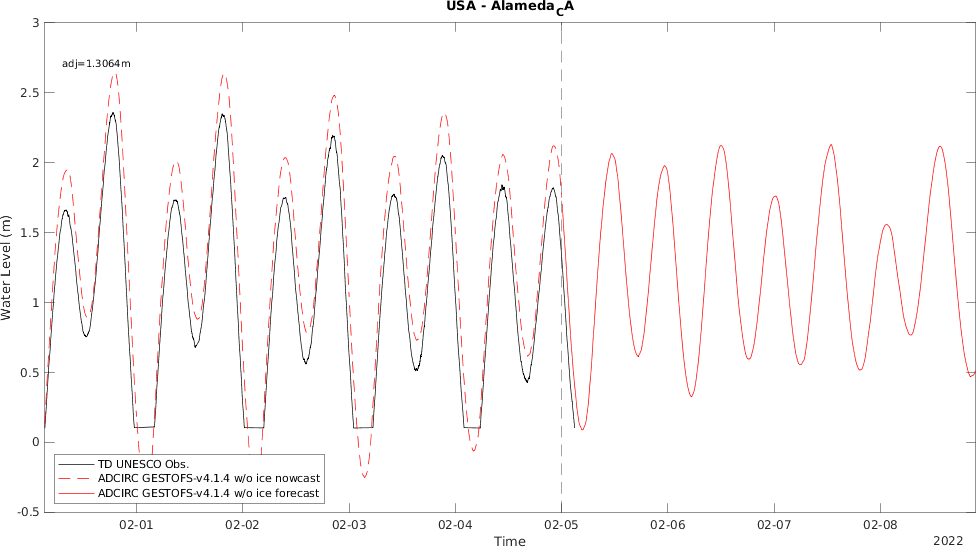 USA - Alameda_CA
3
adj=1.3064m
2.5
2
1.5
1
0.5
0
-0.5
Water Level (m)
TD UNESCO Obs.
ADCIRC GESTOFS-v4.1.4 w/o ice nowcast
ADCIRC GESTOFS-v4.1.4 w/o ice forecast
02-01 02-02 02-03 02-04 02-05 02-06 02-07 02-08
Time
2022